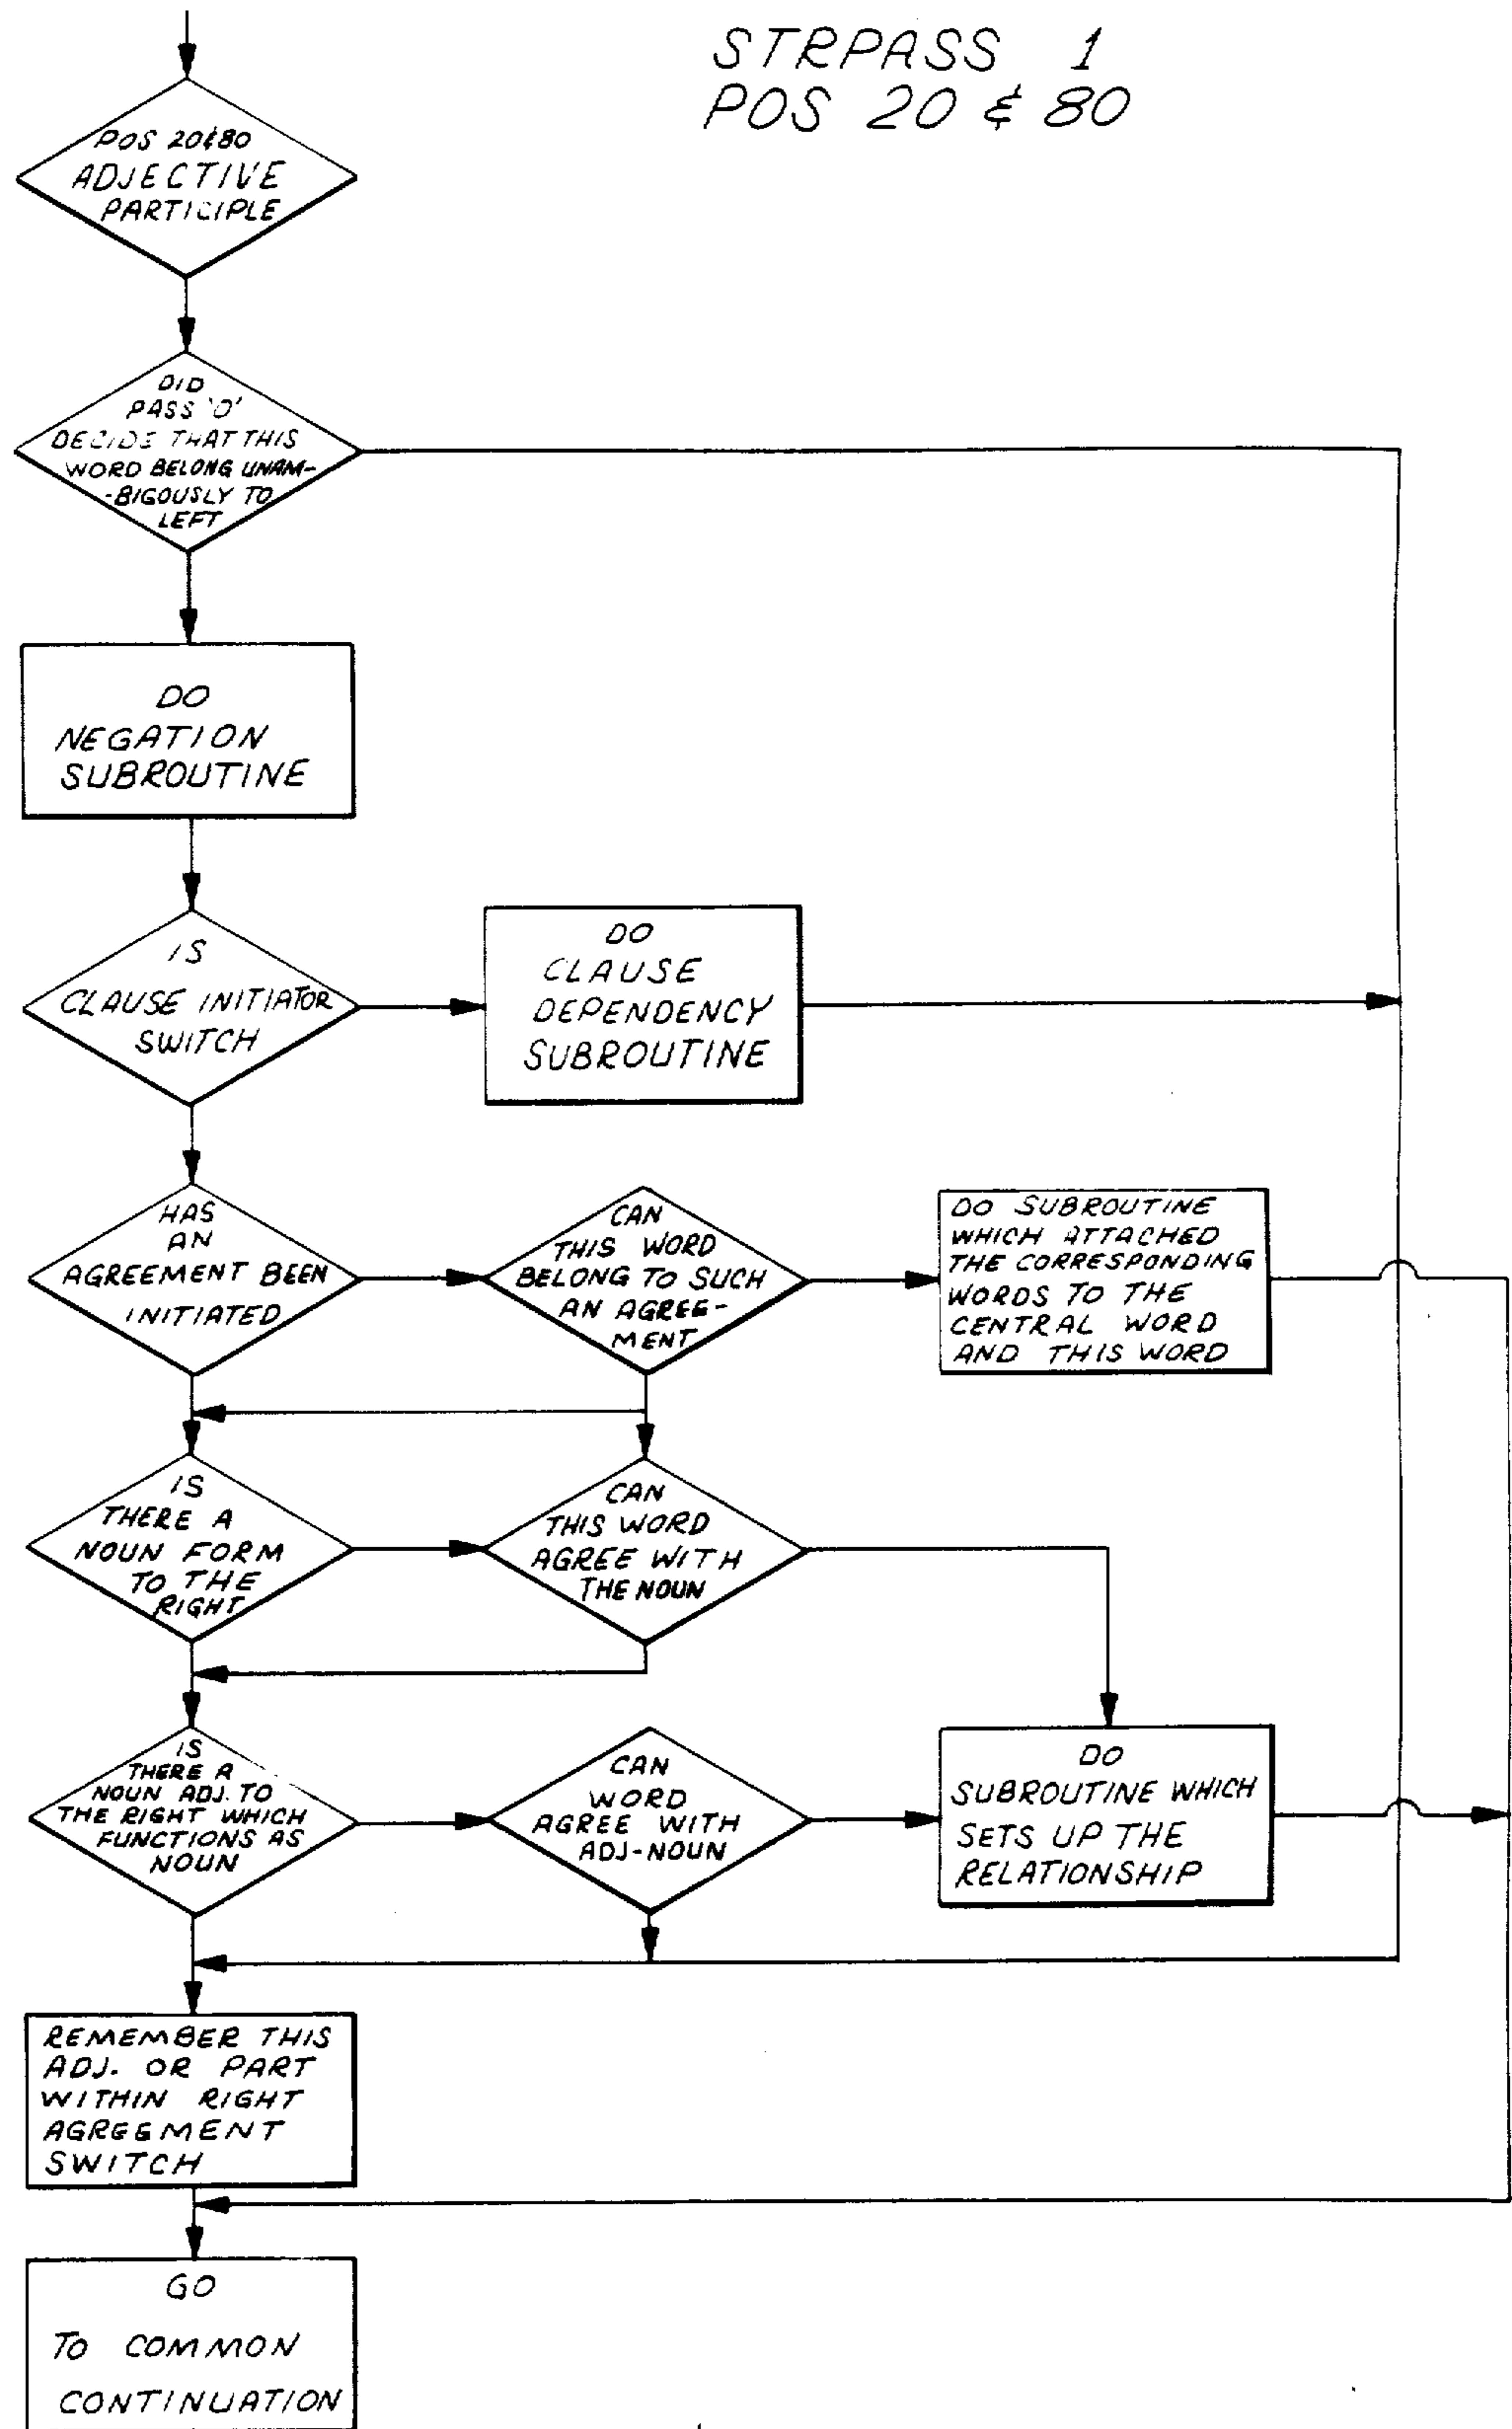 STRPASS 1
POS 20 & 80
POS 20&80
ADJECTIVE
PARTICIPLE
DID
PASS 'O'
DECIDE THAT THIS
WORD BELONG UNAM-
-BIGOUSLY TO
LEFT
DO
NEGATION
SUBROUTINE
IS
CLAUSE INITIATOR
SWITCH
DO
CLAUSE
DEPENDENCY
SUBROUTINE
HAS
AN
AGREEMENT BEEN
INITIATED
CAN
THIS WORD
BELONG TO SUCH
AN AGREE-
MENT
DO SUBROUTINE
WHICH ATTACHED
THE CORRESPONDING
WORDS TO THE
CENTRAL WORD
AND THIS WORD
IS
THERE A
NOUN FORM
TO THE
RIGHT
CAN
THIS WORD
AGREE WITH
THE NOUN
IS
THERE A
NOUN ADJ. TO
THE RIGHT WHICH
FUNCTIONS AS
NOUN
CAN
WORD
AGREE WITH
ADJ-NOUN
DO
SUBROUTINE WHICH
SETS UP THE
RELATIONSHIP
REMEMBER THIS
ADJ. OR PART
WITHIN RIGHT
AGREEMENT
SWITCH
GO
TO COMMON
CONTINUATION